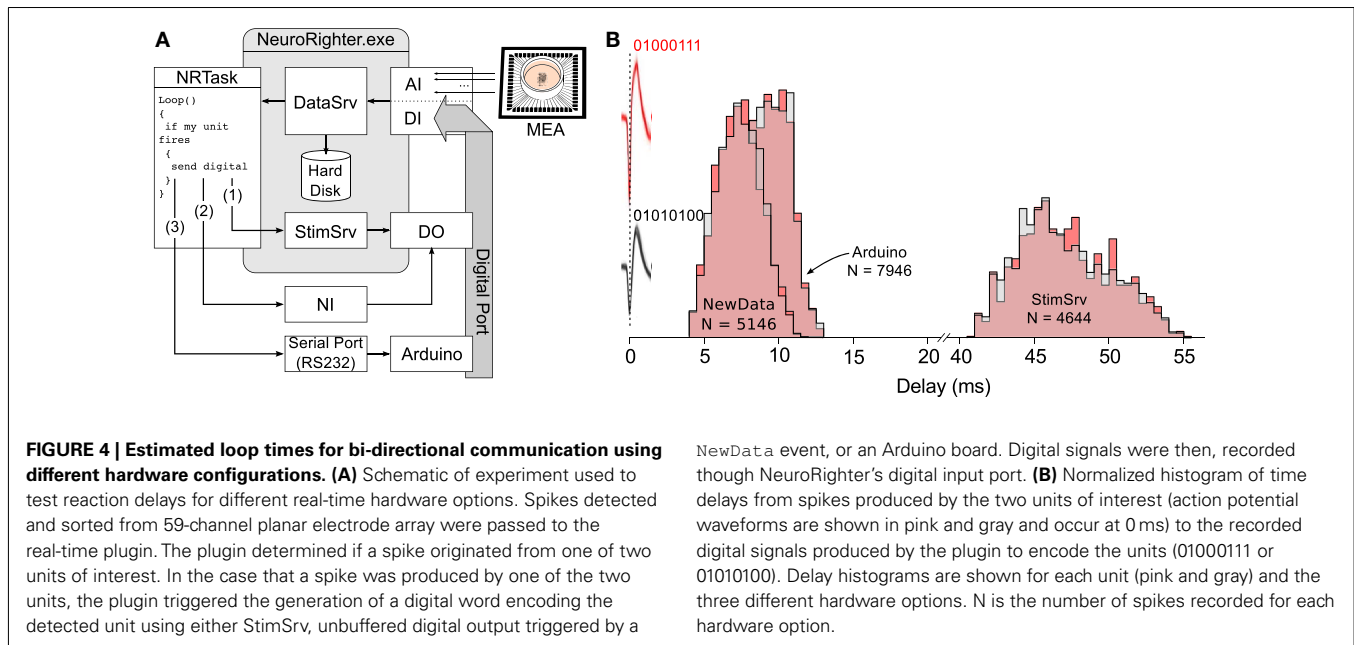 A
NeuroRighter.exe
NRTask
Loop()
{
if my unit
fires
{
send digital
}
}
(1)
(2)
(3)
DataSrv
Hard
Disk
StimSrv
NI
Serial Port
(RS232)
Arduino
AI
...
DI
DO
MEA
Digital Port
B
01000111
01010100
NewData
N = 5146
Arduino
N = 7946
StimSrv
N = 4644
0 5 10 15 20 40 45 50 55
Delay (ms)
FIGURE 4 | Estimated loop times for bi-directional communication using
different hardware configurations. (A) Schematic of experiment used to
test reaction delays for different real-time hardware options. Spikes detected
and sorted from 59-channel planar electrode array were passed to the
real-time plugin. The plugin determined if a spike originated from one of two
units of interest. In the case that a spike was produced by one of the two
units, the plugin triggered the generation of a digital word encoding the
detected unit using either StimSrv, unbuffered digital output triggered by a
NewData event, or an Arduino board. Digital signals were then, recorded
though NeuroRighter's digital input port. (B) Normalized histogram of time
delays from spikes produced by the two units of interest (action potential
waveforms are shown in pink and gray and occur at 0 ms) to the recorded
digital signals produced by the plugin to encode the units (01000111 or
01010100). Delay histograms are shown for each unit (pink and gray) and the
three different hardware options. N is the number of spikes recorded for each
hardware option.